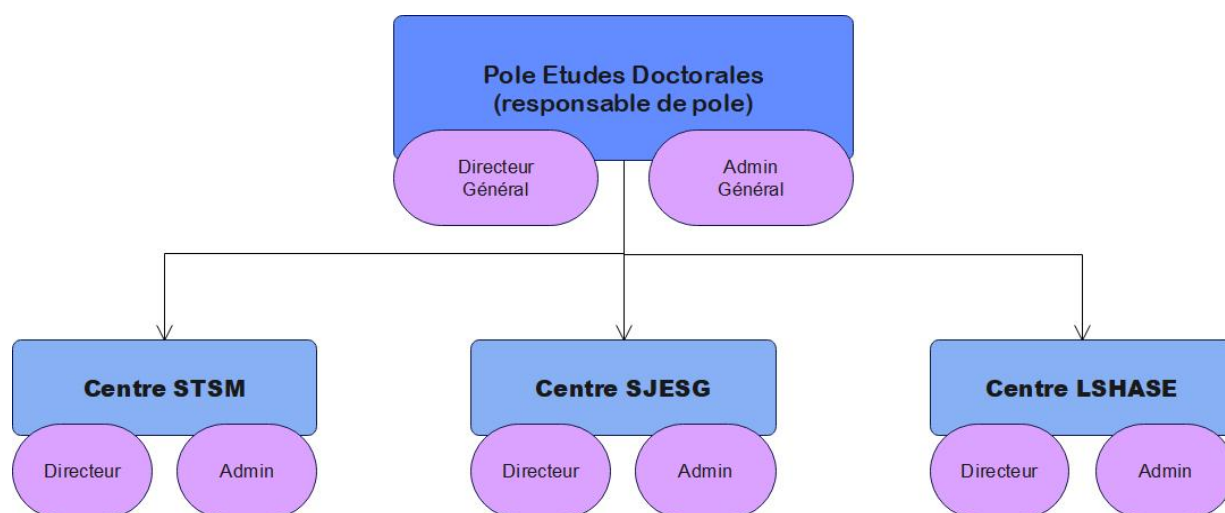 Pole Etudes Doctorales
(responsable de pole)
Directeur
Général
Admin
Général
Centre STSM
Centre SJESG
Centre LSHASE
Directeur
Admin
Directeur
Admin
Directeur
Admin